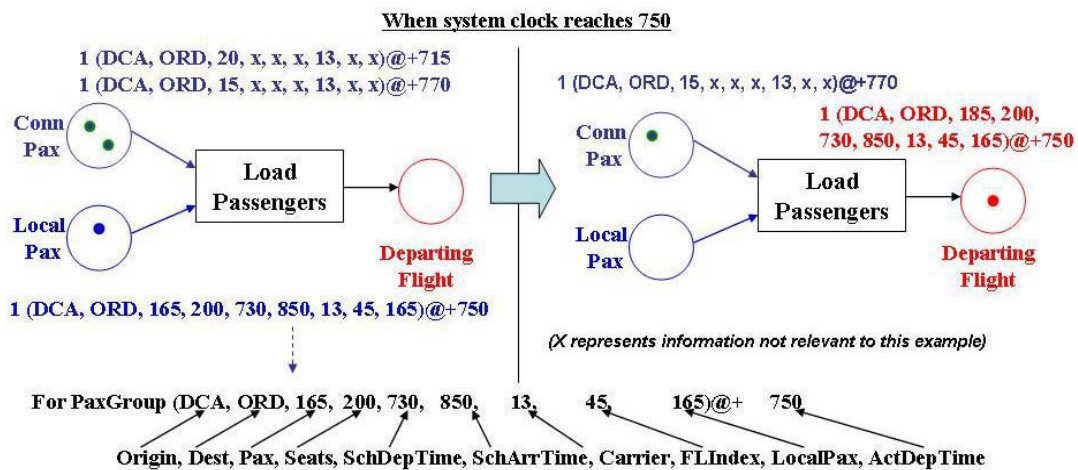 When system clock reaches 750
1 (DCA, ORD, 20, x, x, x, 13, x, x)@+715
1 (DCA, ORD, 15, x, x, x, 13, x, x)@+770
Conn
Pax
Load
Passengers
Local
Pax
Departing
Flight
1 (DCA, ORD, 165, 200, 730, 850, 13, 45, 165)@+750
1 (DCA, ORD, 15, x, x, x, 13, x, x)@+770
1 (DCA, ORD, 185, 200,
730, 850, 13, 45, 165)@+750
Conn
Pax
Load
Passengers
Local
Pax
Departing
Flight
(X represents information not relevant to this example)
For PaxGroup (DCA, ORD, 165, 200, 730, 850, 13, 45, 165)@+ 750
Origin, Dest, Pax, Seats, SchDepTime, SchArrTime, Carrier, FLIndex, LocalPax, ActDepTime